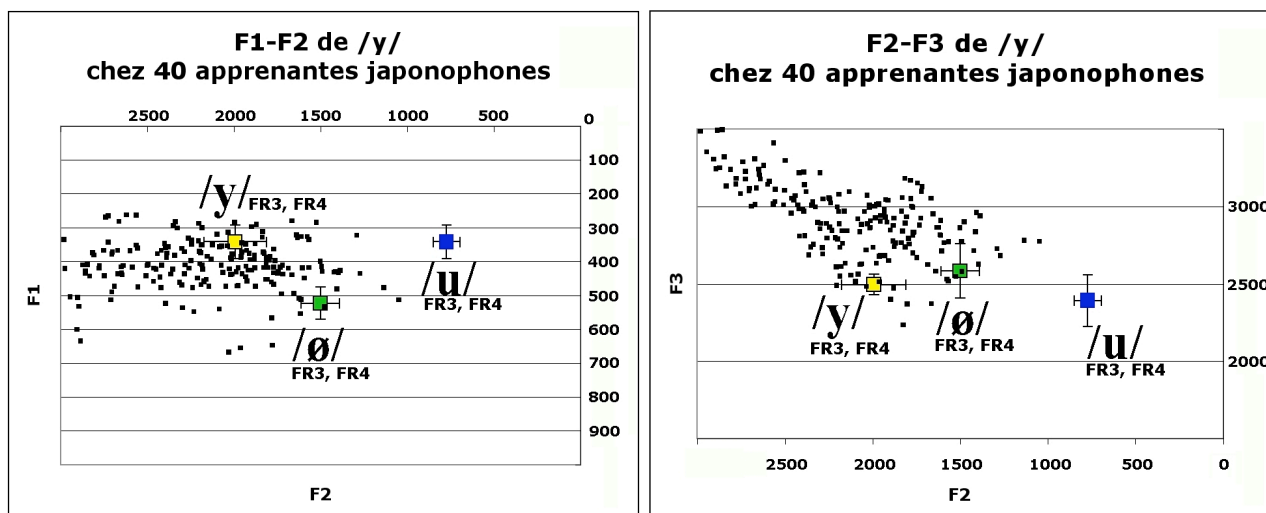 F1-F2 de /y/
chez 40 apprenantes japonophones
2500 2000 1500 1000 500 0
100
200
300
400
500
600
700
800
900
F1
F2
/y/ FR3, FR4
/u/
FR3, FR4
/ø/
FR3, FR4
F2-F3 de /y/
chez 40 apprenantes japonophones
3000
2500
2000
F3
/y/
FR3, FR4
/ø/
FR3, FR4
/u/
FR3, FR4
2500 2000 1500 1000 500 0
F2